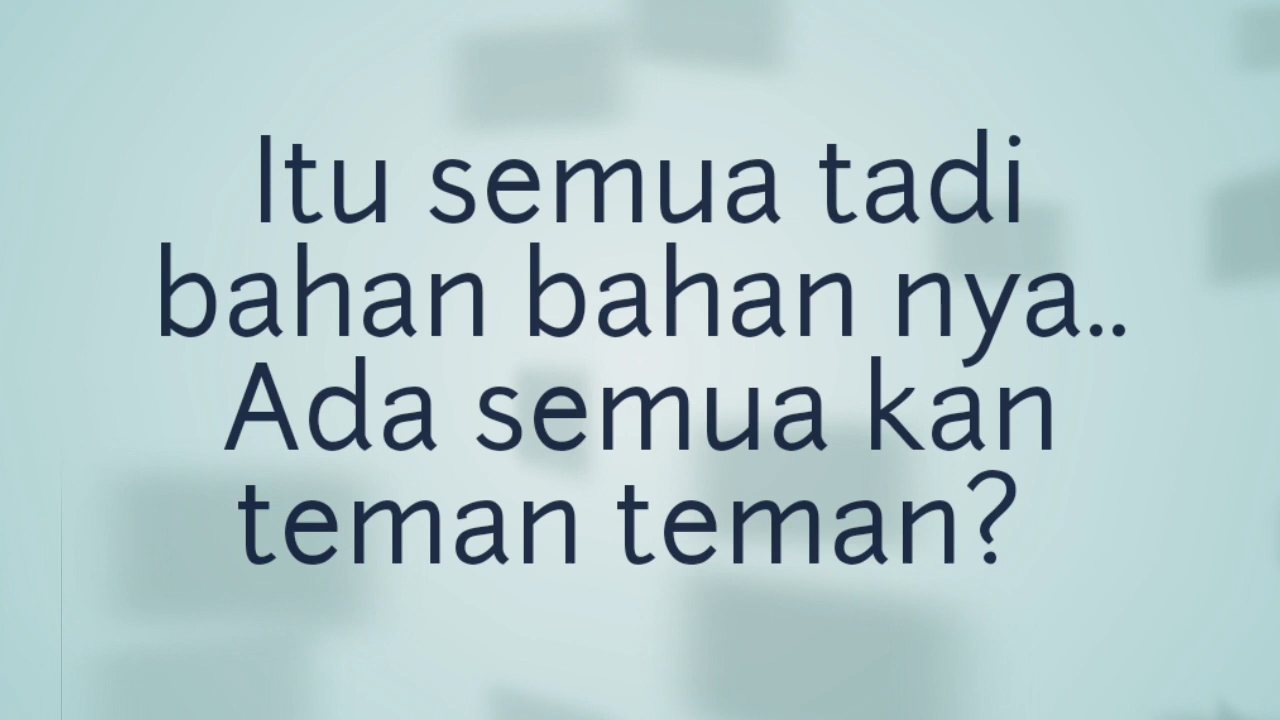 Itu semua tadi
bahan bahan nya..
Ada semua kan
teman teman?